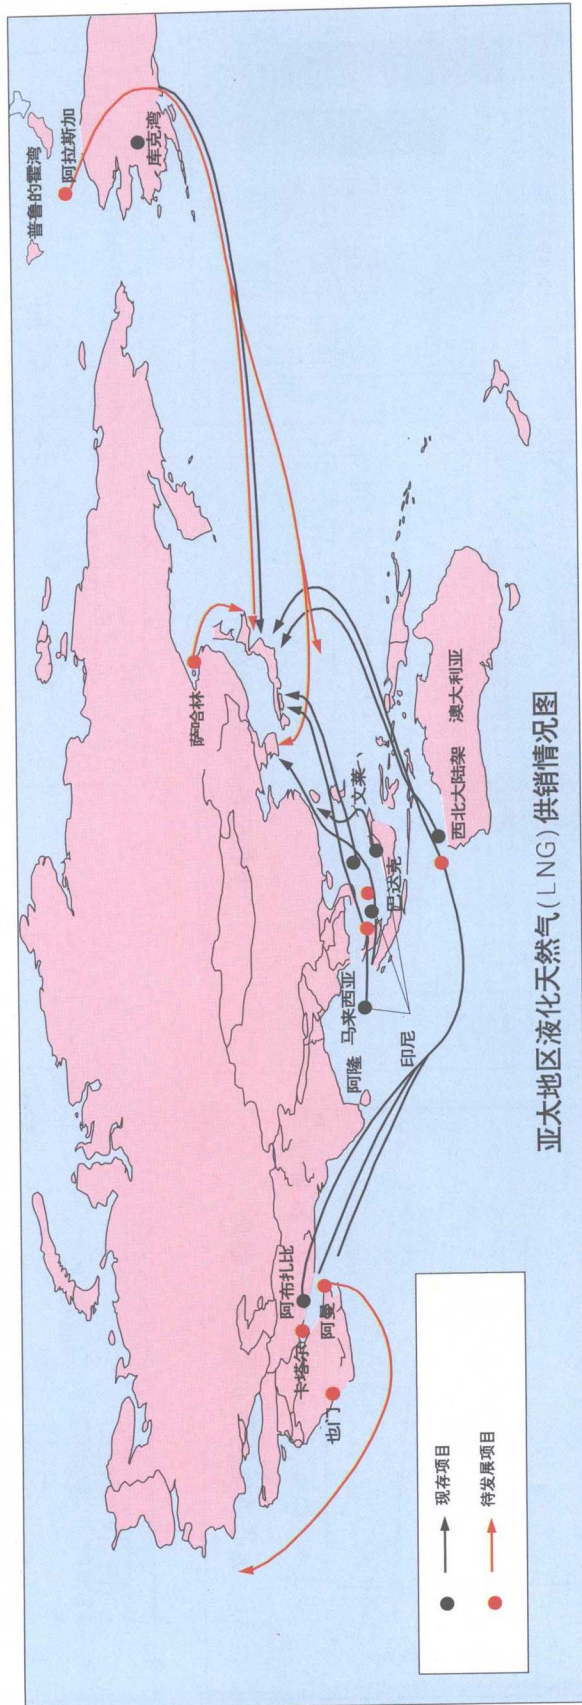 普鲁的霍湾
阿拉斯加
库克湾
萨哈林
文莱
巴达克
马来西亚
阿隆
印尼
西北大陆架
澳大利亚
阿布扎比
卡塔尔
阿曼
也门
现存项目
待发展项目
亚太地区液化天然气(LNG)供销情况图